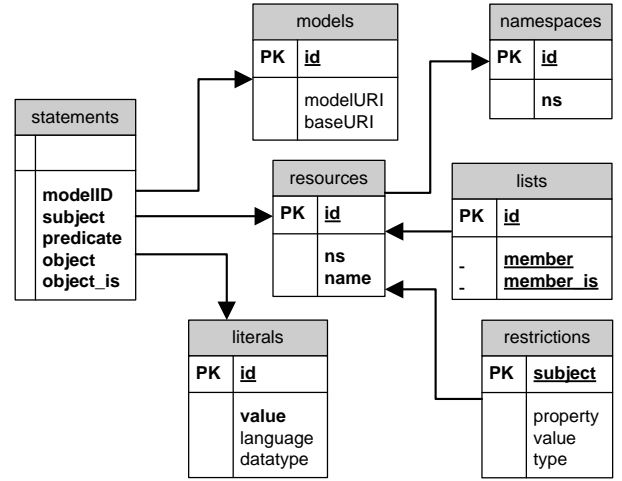 models
PK id
modelURI
baseURI
namespaces
PK id
ns
statements
modelID
subject
predicate
object
object_is
resources
PK id
ns
name
lists
PK id
- member
- member_is
literals
PK id
value
language
datatype
restrictions
PK subject
property
value
type